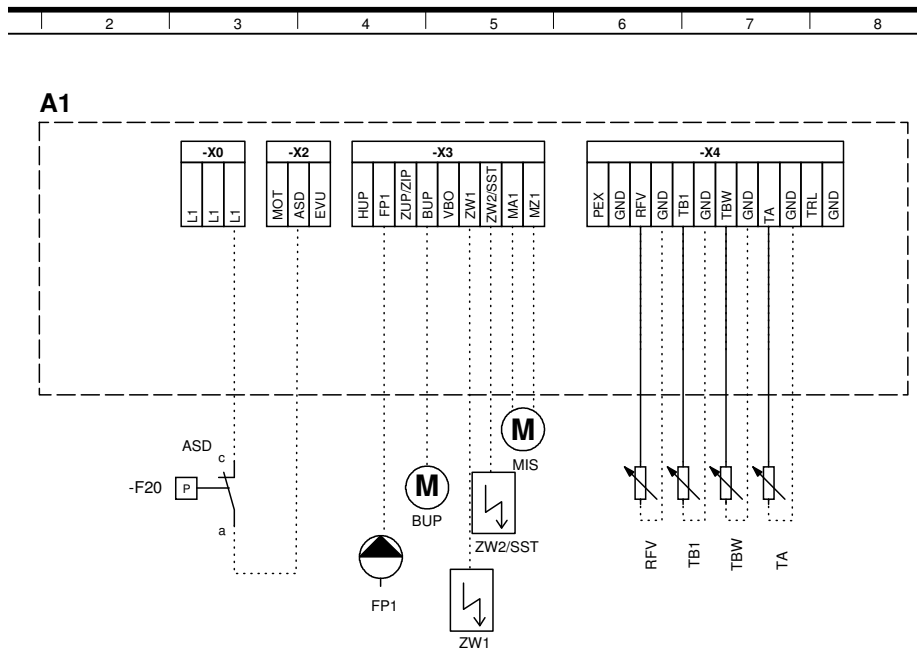 2 3 4 5 6 7 8
A1
-X0 -X2 -X3 -X4
L1 L1 L1 MOT ASD EVU HUP FP1 ZUP/ZIP BUP VBO ZW1 ZW2/SST MA1 MZ1 PEX GND RFV GND TB1 GND TBW GND TA GND TRL GND
M
ASD
c
MIS
-F20 P
M
a
BUP
ZW2/SST
RFV TB1 TBW TA
FP1
ZW1